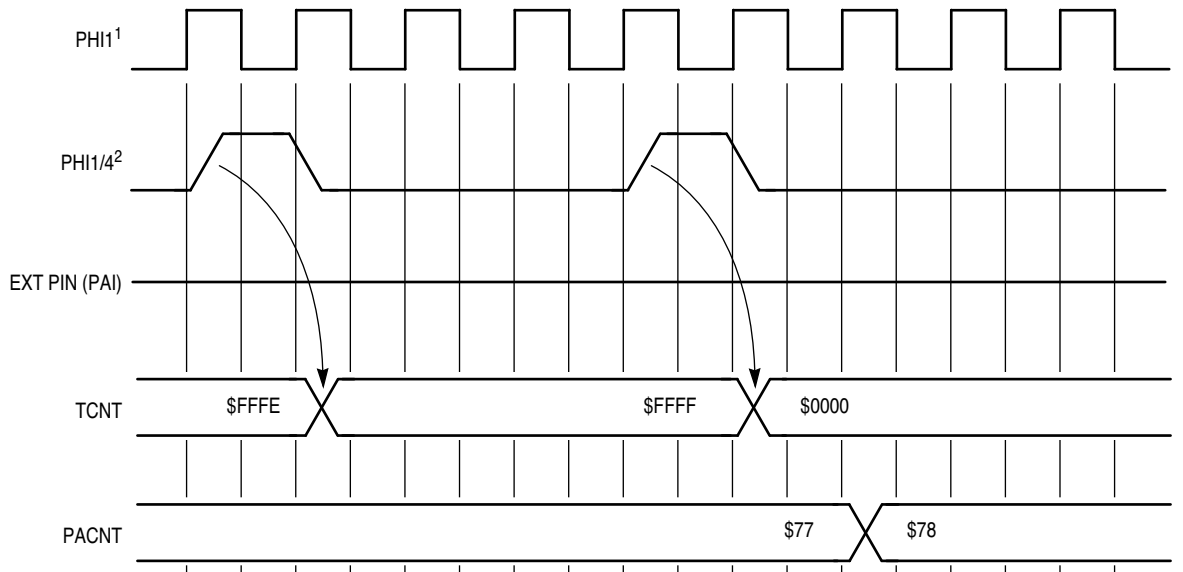 PHI1¹
PHI1/4²
EXT PIN (PAI)
TCNT $FFFE $FFFF $0000
PACNT $77 $78